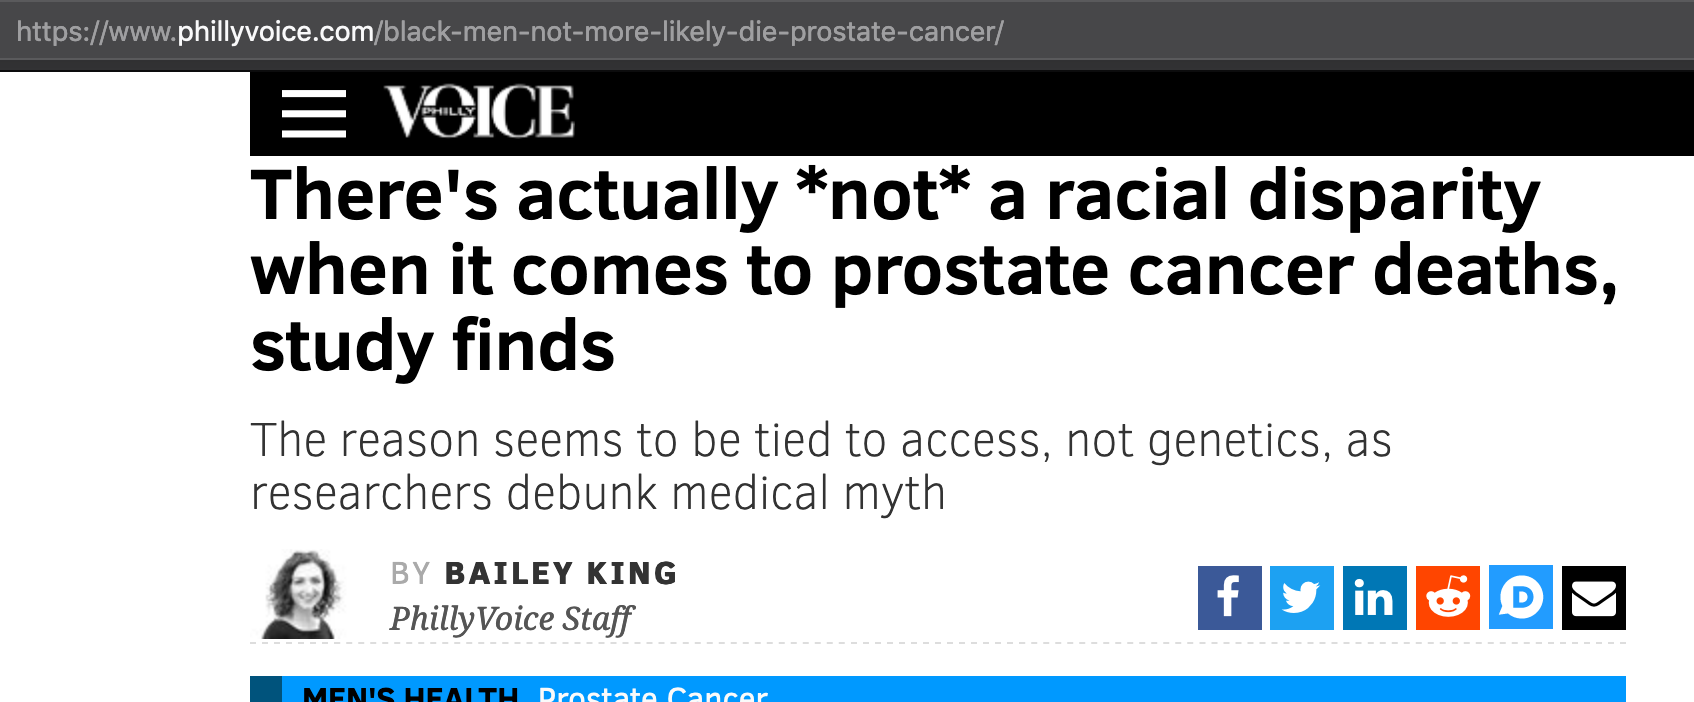 https://www.phillyvoice.com/black-men-not-more-likely-die-prostate-cancer/
PHILLY VOICE
There's actually *not* a racial disparity
when it comes to prostate cancer deaths,
study finds
The reason seems to be tied to access, not genetics, as
researchers debunk medical myth
BY BAILEY KING
PhillyVoice Staff
f in D
MEN'S HEALTH Prostate Cancer